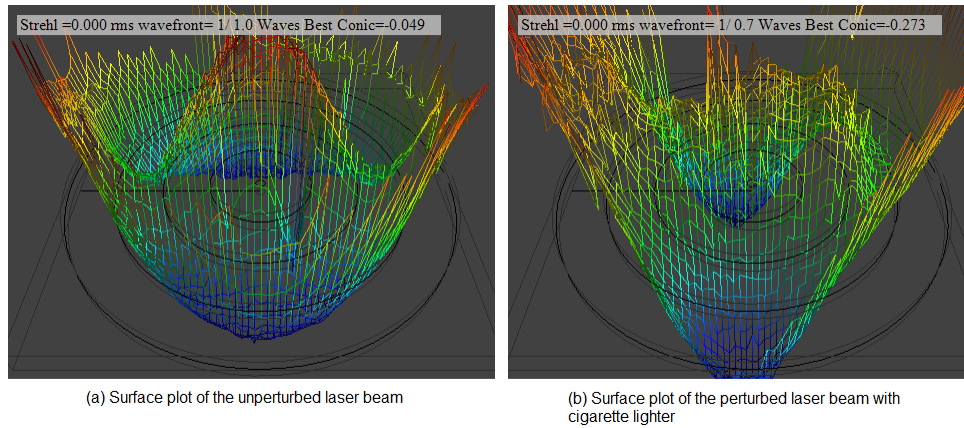 Strehl =0.000 rms wavefront= 1/ 1.0 Waves Best Conic=-0.049
Strehl =0.000 rms wavefront= 1/ 0.7 Waves Best Conic=-0.273
(a) Surface plot of the unperturbed laser beam
(b) Surface plot of the perturbed laser beam with
cigarette lighter